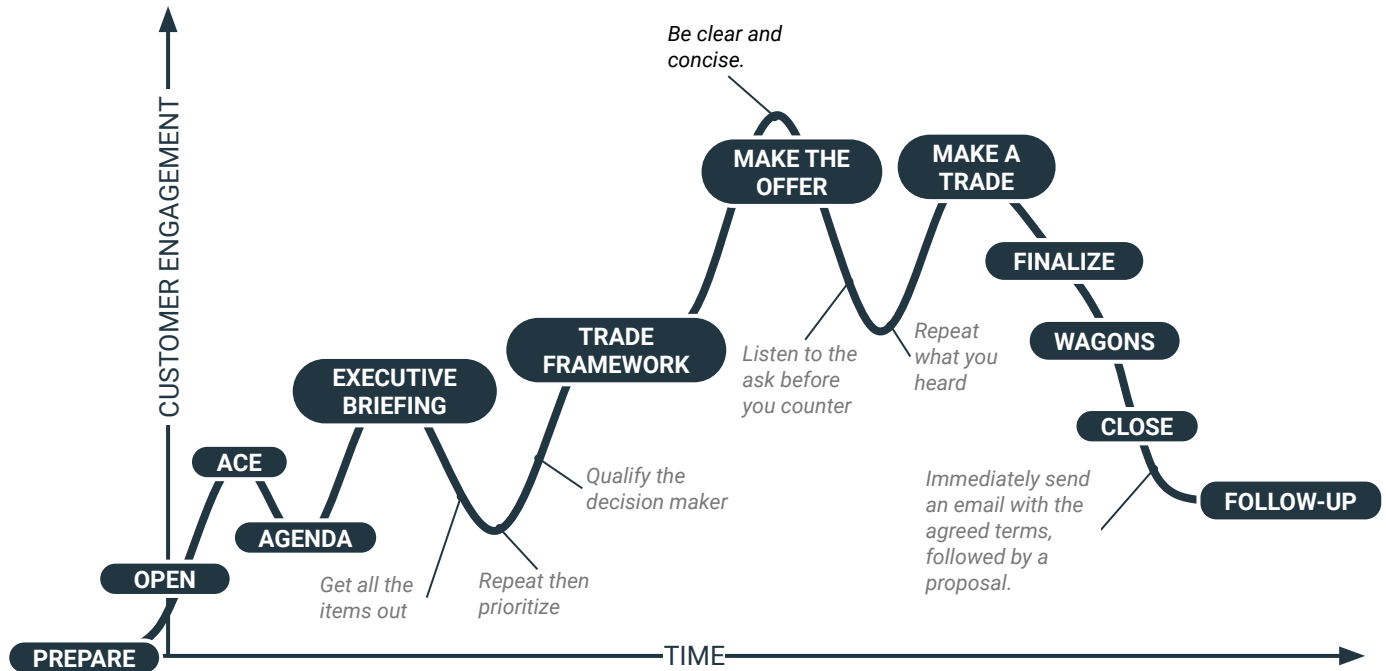 Be clear and
concise.
CUSTOMER ENGAGEMENT
MAKE THE
OFFER
MAKE A
TRADE
FINALIZE
TRADE
FRAMEWORK
WAGONS
Listen to the
ask before
you counter
Repeat
what you
heard
EXECUTIVE
BRIEFING
CLOSE
ACE
Qualify the
decision maker
Immediately send
an email with the
agreed terms,
followed by a
proposal.
FOLLOW-UP
AGENDA
OPEN
Get all the
items out
Repeat then
prioritize
PREPARE
TIME